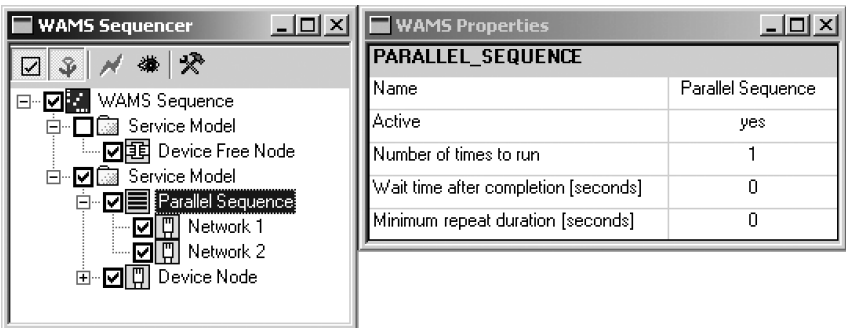 WAMS Sequencer
WAMS Sequence
Service Model
Device Free Node
Service Model
Parallel Sequence
Network 1
Network 2
Device Node
WAMS Properties
PARALLEL_SEQUENCE
Name Parallel Sequence
Active yes
Number of times to run 1
Wait time after completion [seconds] 0
Minimum repeat duration [seconds] 0